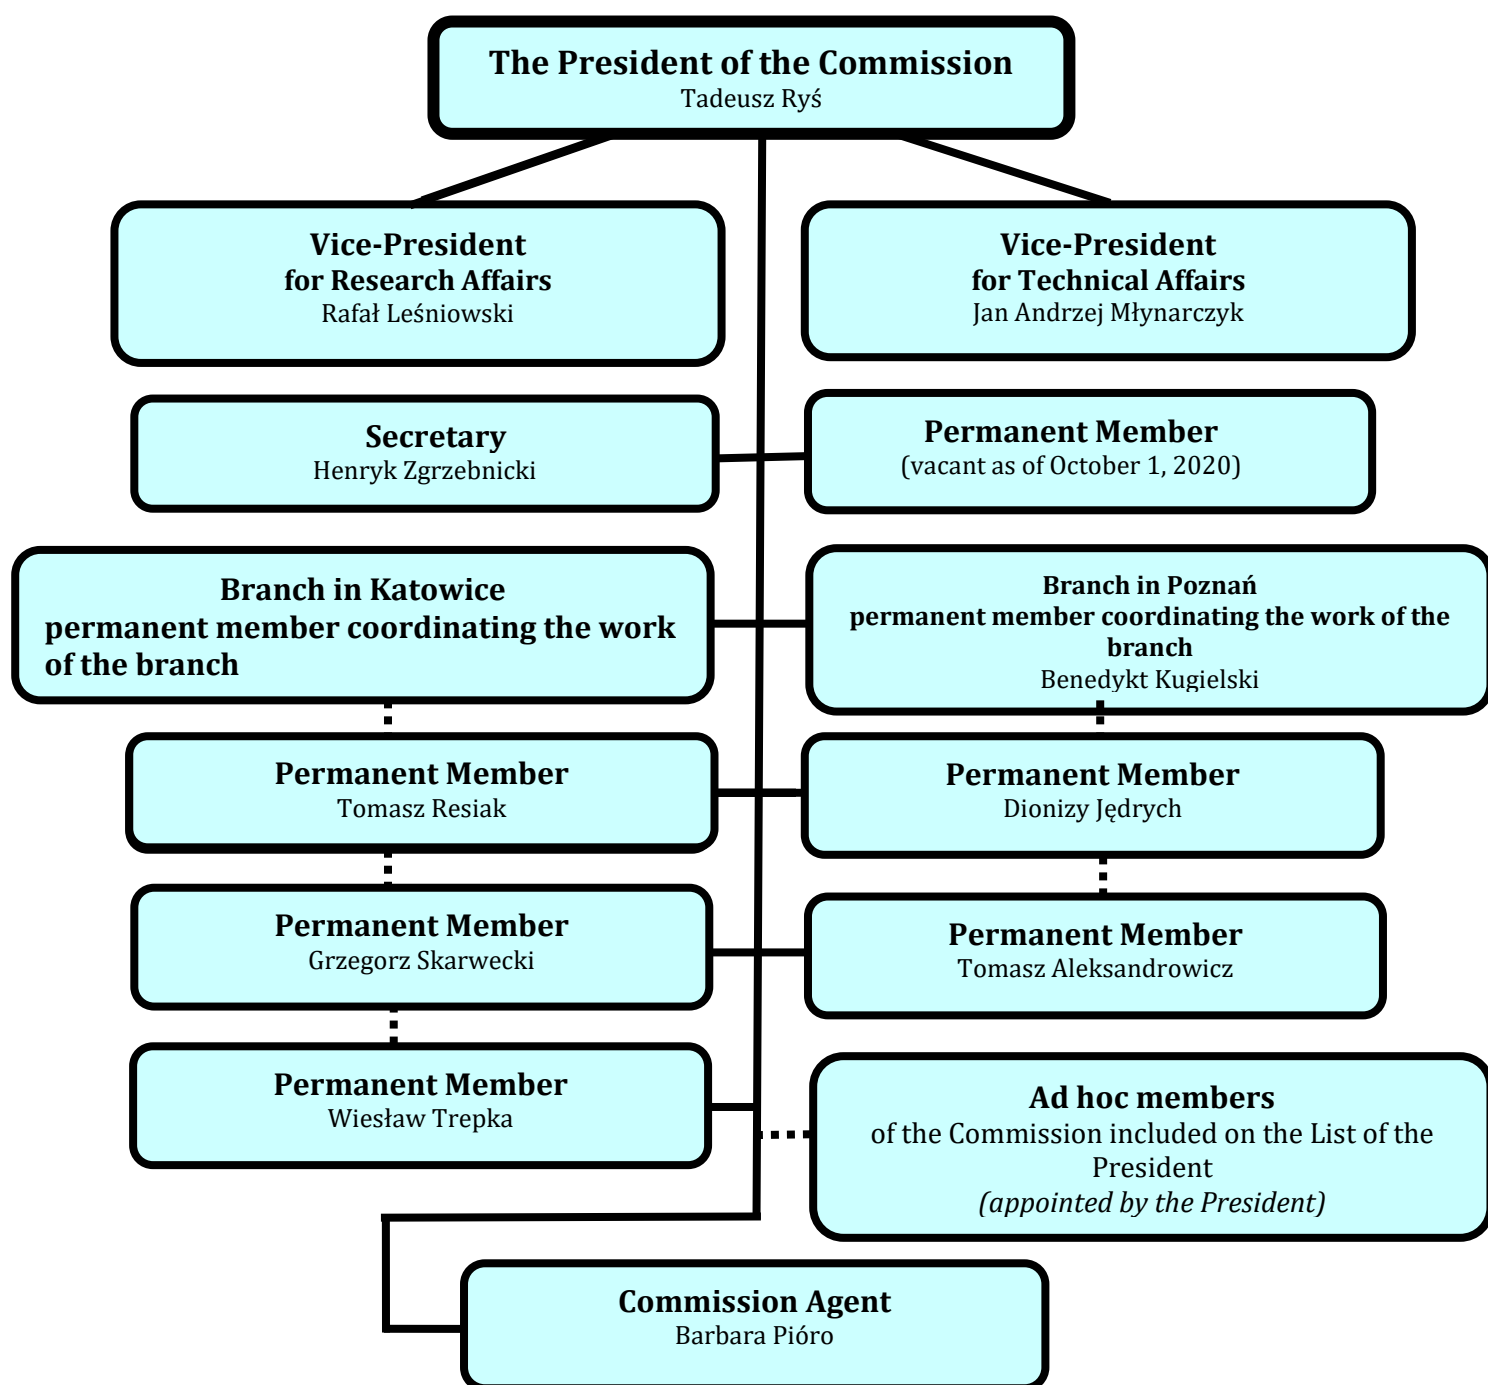 The President of the Commission
Tadeusz Ryś
Vice-President
for Research Affairs
Rafał Leśniowski
Vice-President
for Technical Affairs
Jan Andrzej Młynarczyk
Secretary
Henryk Zgrzebnicki
Permanent Member
(vacant as of October 1, 2020)
Branch in Katowice
permanent member coordinating the work
of the branch
Branch in Poznań
permanent member coordinating the work of the
branch
Benedykt Kugielski
Permanent Member
Tomasz Resiak
Permanent Member
Dionizy Jędrych
Permanent Member
Grzegorz Skarwecki
Permanent Member
Tomasz Aleksandrowicz
Permanent Member
Wiesław Trepka
Ad hoc members
of the Commission included on the List of the
President
(appointed by the President)
Commission Agent
Barbara Pióro